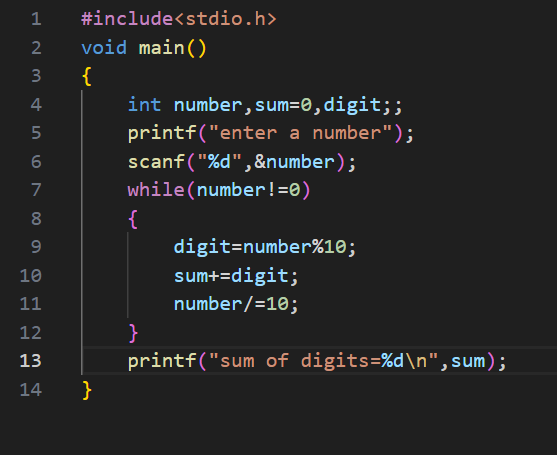 1 #include<stdio.h>
2 void main()
3 {
4     int number,sum=0,digit;;
5     printf("enter a number");
6     scanf("%d",&number);
7     while(number!=0)
8     {
9         digit=number%10;
10         sum+=digit;
11         number/=10;
12     }
13     printf("sum of digits=%d\n",sum);
14 }